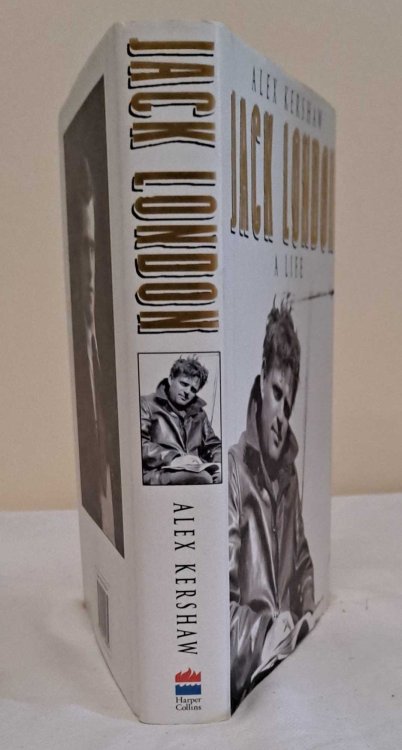 JACK LONDON
ALEX KERSHAW
Harper
Collins
ALEX KERSHAW
JACK LONDON
A LIFE